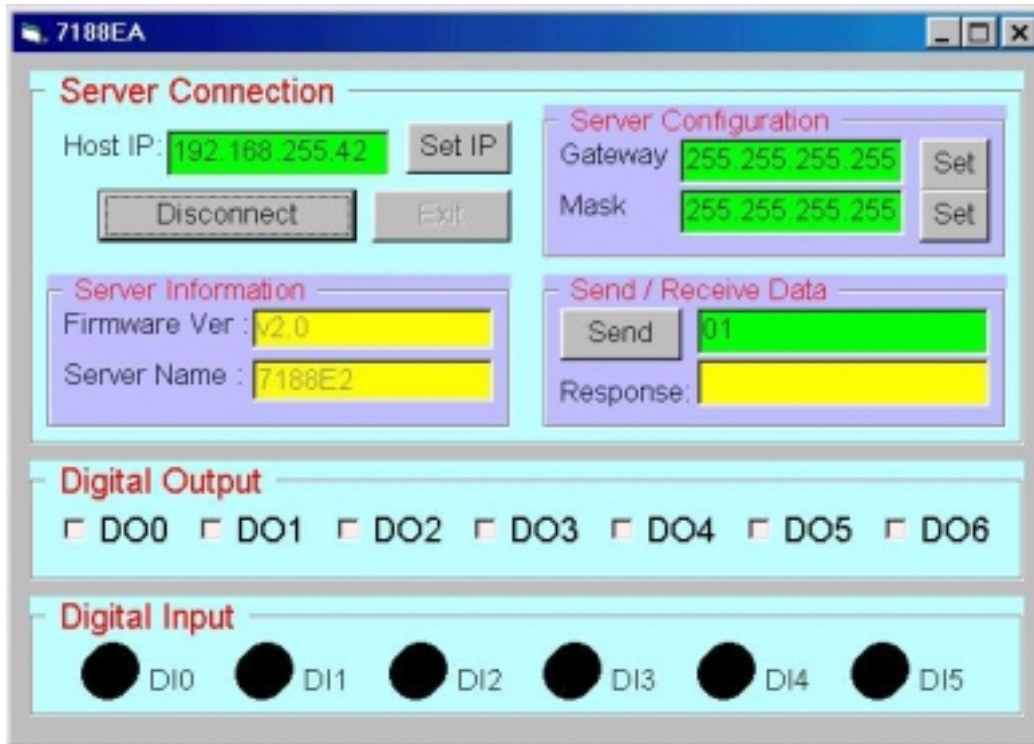 7188EA
Server Connection
Host IP: 192.168.255.42 Set IP
Disconnect Exit
Server Configuration
Gateway 255.255.255.255 Set
Mask 255.255.255.255 Set
Server Information
Firmware Ver : v2.0
Server Name : 7188E2
Send / Receive Data
Send 01
Response:
Digital Output
DO0 DO1 DO2 DO3 DO4 DO5 DO6
Digital Input
DI0 DI1 DI2 DI3 DI4 DI5